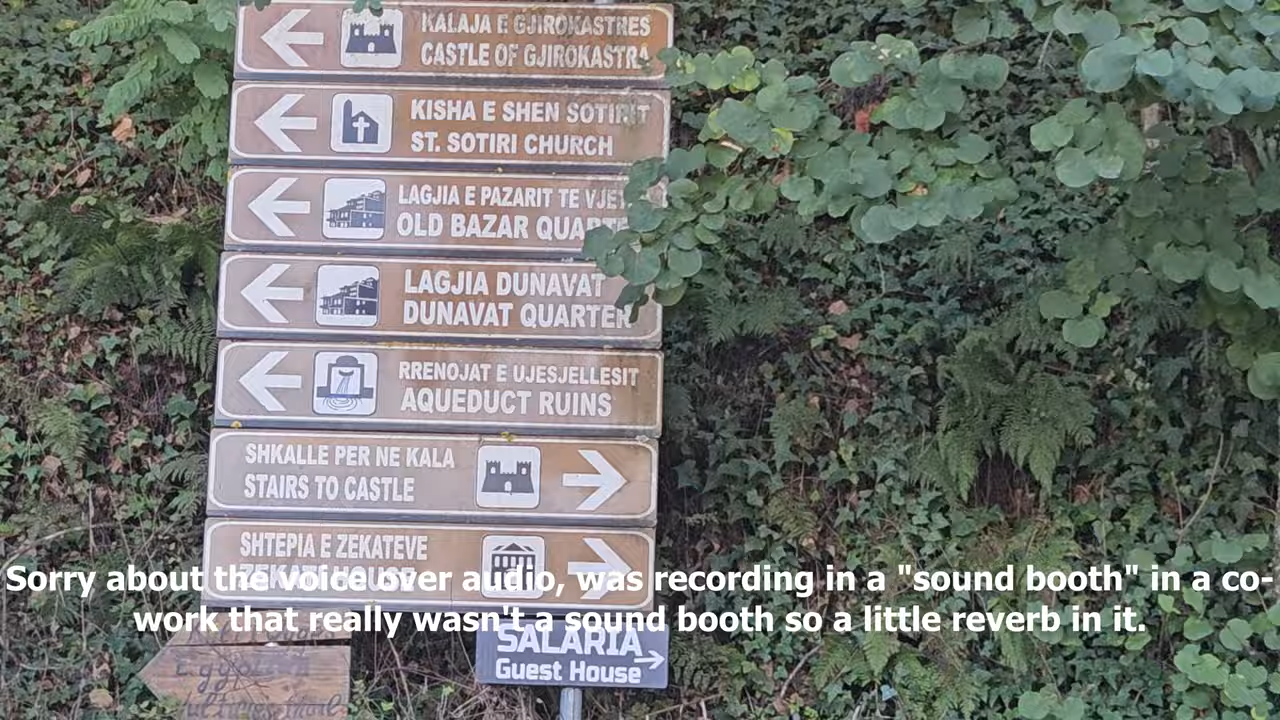 KALAJA E GJIROKASTRES
CASTLE OF GJIROKASTRA
KISHA E SHEN SOTIRIT
ST. SOTIRI CHURCH
LAGJIA E PAZARIT TE
OLD BAZAR
LAGJIA DUNAVAT
DUNAVAT QUARTER
RRENOJAT E UJESJELLESIT
AQUEDUCT RUINS
SHKALLE PER NE KALA
STAIRS TO CASTLE
SHTEPIA E ZEKATEVE
ZEKATE HOUSE
Sorry about the voice over audio, was recording in a "sound booth" in a co-
work that really wasn't a sound booth so a little reverb in it.
SALARIA
Guest House